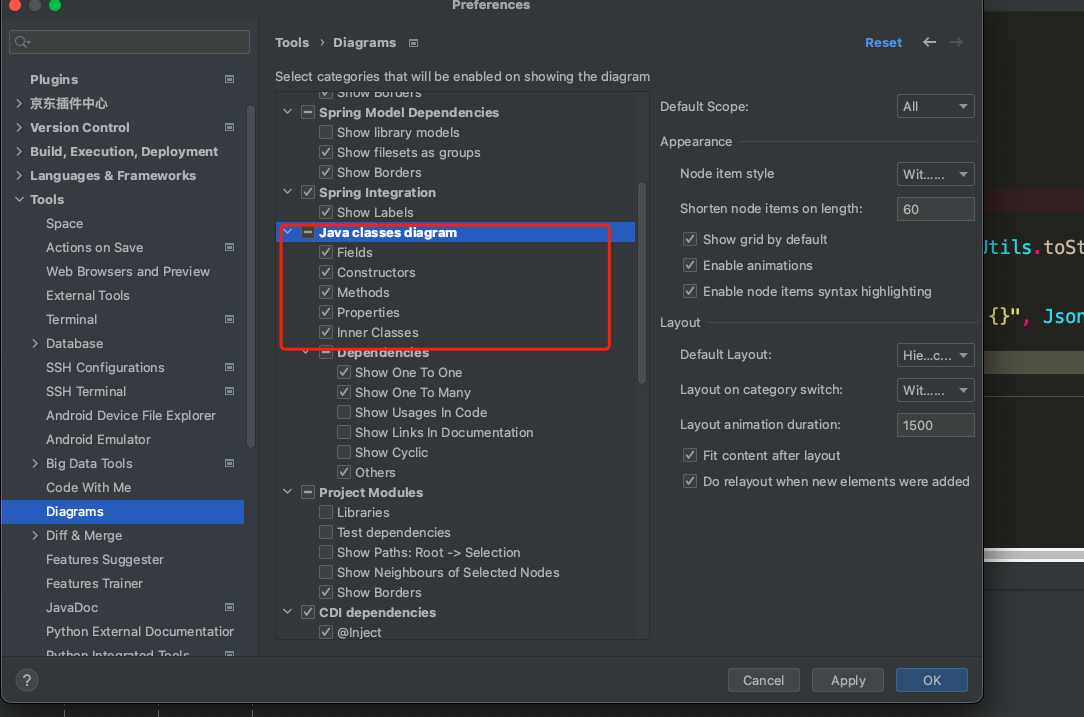 Preferences
Plugins
京东插件中心
Version Control
Build, Execution, Deployment
Languages & Frameworks
Tools
Space
Actions on Save
Web Browsers and Preview
External Tools
Terminal
Database
SSH Configurations
SSH Terminal
Android Device File Explorer
Android Emulator
Big Data Tools
Code With Me
Diagrams
Diff & Merge
Features Suggester
Features Trainer
JavaDoc
Python External Documentation
Python Integrated Tools
Tools › Diagrams
Reset
Select categories that will be enabled on showing the diagram
Show Borders
Spring Model Dependencies
Show library models
Show filesets as groups
Show Borders
Spring Integration
Show Labels
Java classes diagram
Fields
Constructors
Methods
Properties
Inner Classes
Dependencies
Show One To One
Show One To Many
Show Usages In Code
Show Links In Documentation
Show Cyclic
Others
Project Modules
Libraries
Test dependencies
Show Paths: Root -> Selection
Show Neighbours of Selected Nodes
Show Borders
CDI dependencies
@Inject
Default Scope: All
Appearance
Node item style Wit......
Shorten node items on length: 60
Show grid by default
Enable animations
Enable node items syntax highlighting
Layout
Default Layout: Hie...c...
Layout on category switch: Wit......
Layout animation duration: 1500
Fit content after layout
Do relayout when new elements were added
Utils.toSt
{}", Json
?
Cancel
Apply
OK